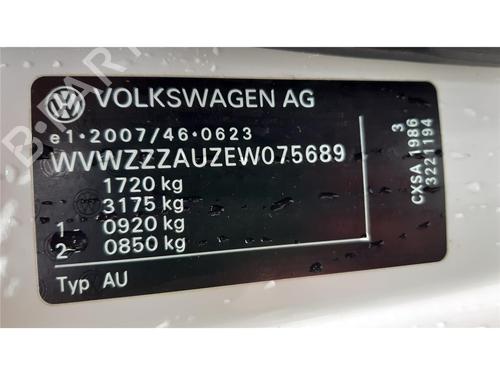 VOLKSWAGEN AG
e1*2007/46*0623
WVWZZZAUZEW075689
1720 kg
3175 kg
1 0920 kg
2 0850 kg
Typ AU
CXSA 1986 3
3221194
B-PARTS